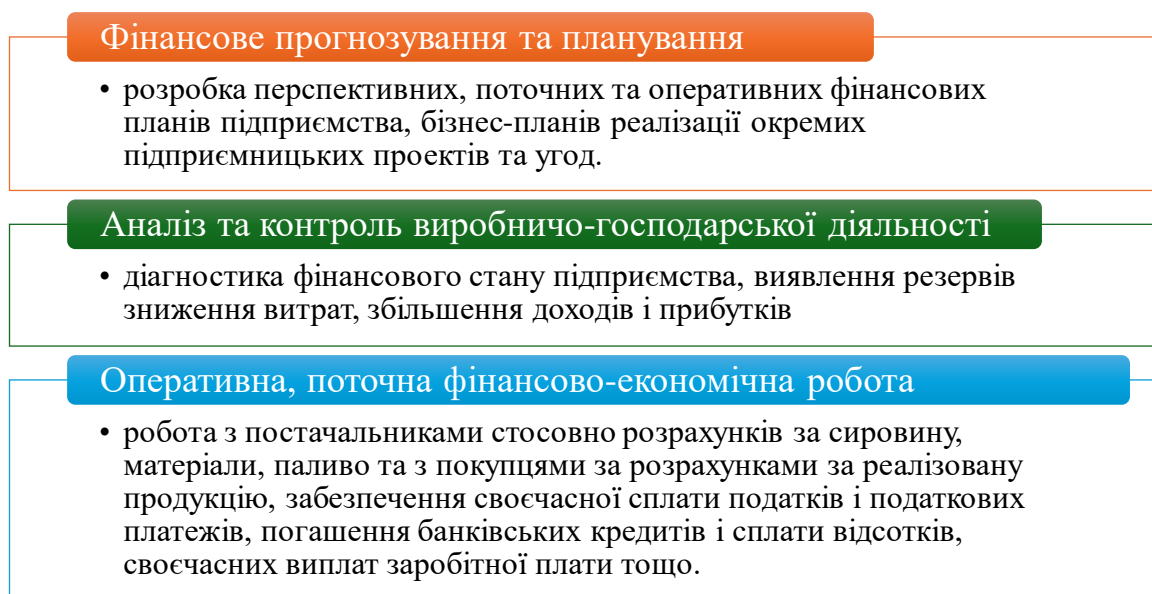 Фінансове прогнозування та планування
• розробка перспективних, поточних та оперативних фінансових
планів підприємства, бізнес-планів реалізації окремих
підприємницьких проектів та угод.
Аналіз та контроль виробничо-господарської діяльності
• діагностика фінансового стану підприємства, виявлення резервів
зниження витрат, збільшення доходів і прибутків
Оперативна, поточна фінансово-економічна робота
• робота з постачальниками стосовно розрахунків за сировину,
матеріали, паливо та з покупцями за розрахунками за реалізовану
продукцію, забезпечення своєчасної сплати податків і податкових
платежів, погашення банківських кредитів і сплати відсотків,
своєчасних виплат заробітної плати тощо.